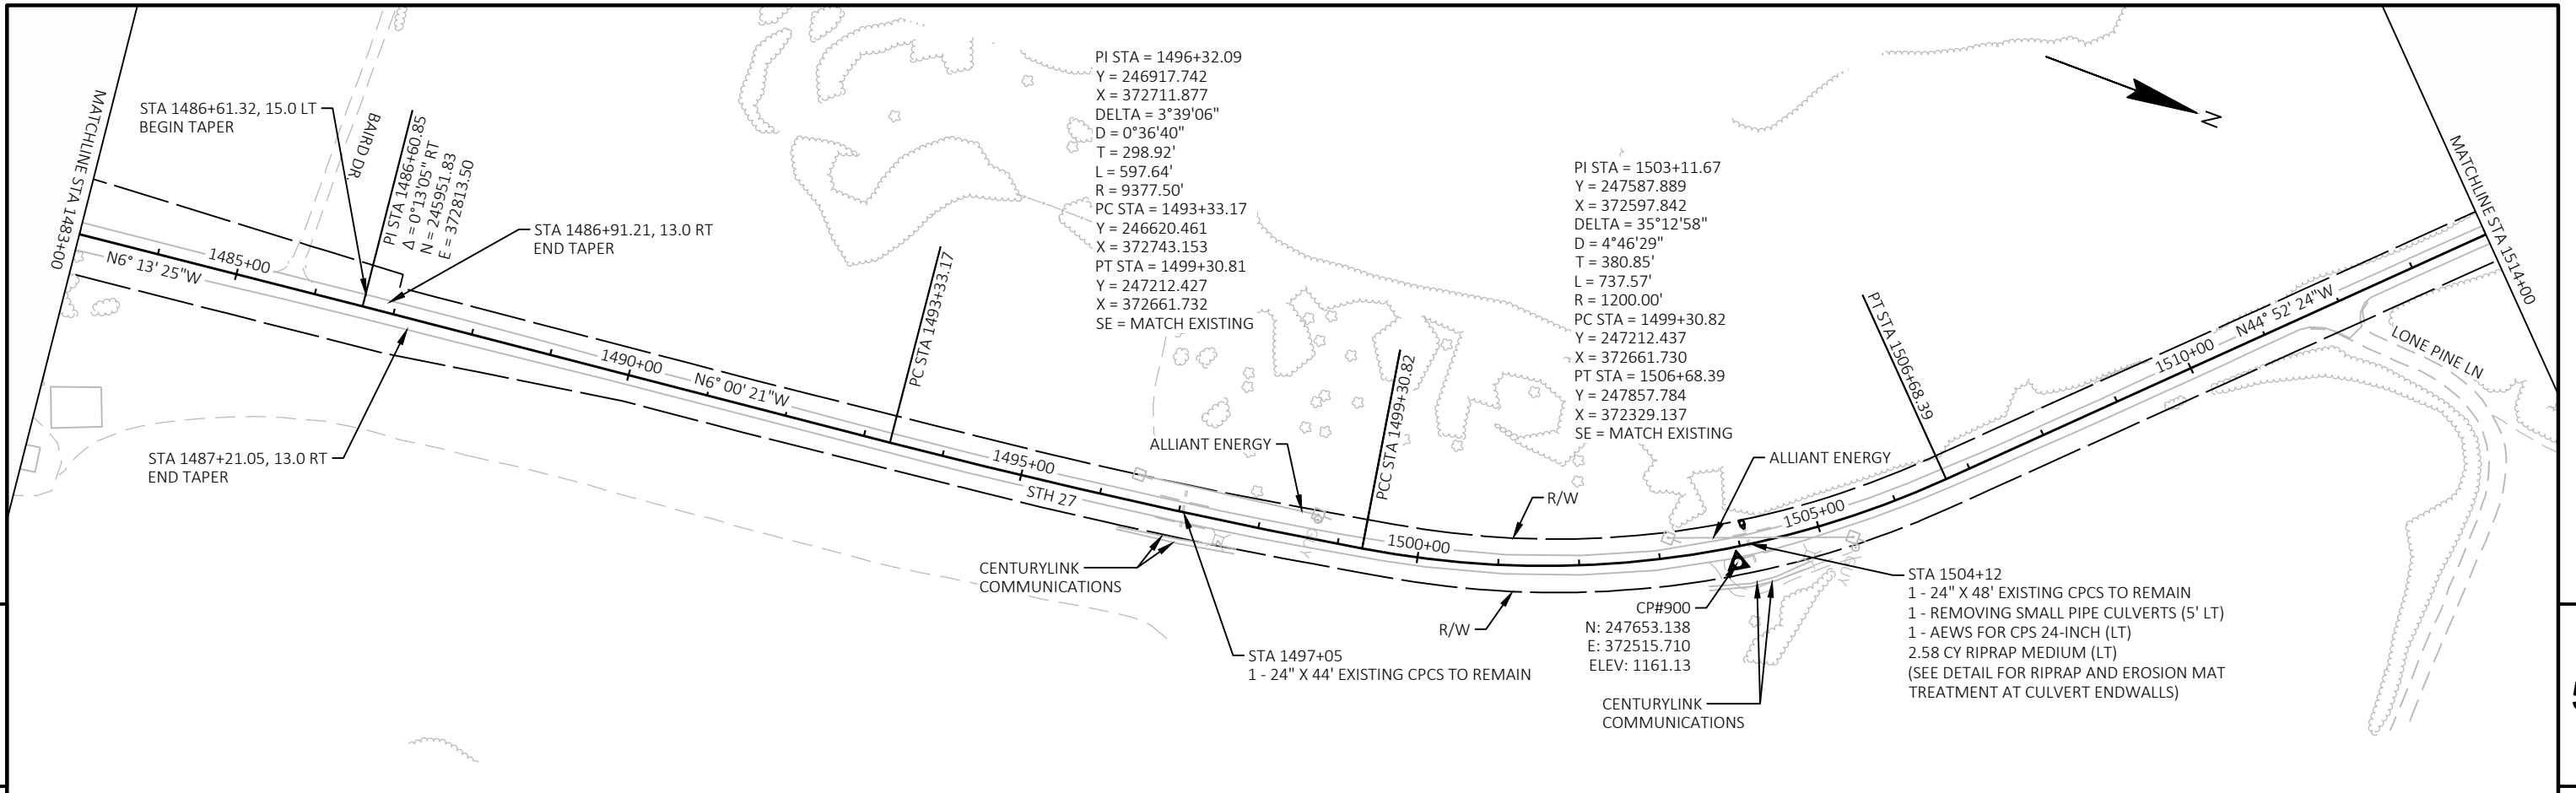 MATCHLINE STA 1483+00
STA 1486+61.32, 15.0 LT
BEGIN TAPER
BAIRD DR.
PI STA 1486+60.85
Δ = 0°13'05" RT
N = 245951.83
E = 372813.50
STA 1486+91.21, 13.0 RT
END TAPER
1485+00
N6° 13' 25"W
STA 1487+21.05, 13.0 RT
END TAPER
1490+00
N6° 00' 21"W
PC STA 1493+33.17
PI STA = 1496+32.09
Y = 246917.742
X = 372711.877
DELTA = 3°39'06"
D = 0°36'40"
T = 298.92'
L = 597.64'
R = 9377.50'
PC STA = 1493+33.17
Y = 246620.461
X = 372743.153
PT STA = 1499+30.81
Y = 247212.427
X = 372661.732
SE = MATCH EXISTING
1495+00
STH 27
ALLIANT ENERGY
CENTURYLINK
COMMUNICATIONS
STA 1497+05
1 - 24" X 44' EXISTING CPCS TO REMAIN
PCC STA 1499+30.82
1500+00
R/W
R/W
PI STA = 1503+11.67
Y = 247587.889
X = 372597.842
DELTA = 35°12'58"
D = 4°46'29"
T = 380.85'
L = 737.57'
R = 1200.00'
PC STA = 1499+30.82
Y = 247212.437
X = 372661.730
PT STA = 1506+68.39
Y = 247857.784
X = 372329.137
SE = MATCH EXISTING
ALLIANT ENERGY
1505+00
CP#900
N: 247653.138
E: 372515.710
ELEV: 1161.13
CENTURYLINK
COMMUNICATIONS
STA 1504+12
1 - 24" X 48' EXISTING CPCS TO REMAIN
1 - REMOVING SMALL PIPE CULVERTS (5' LT)
1 - AEWS FOR CPS 24-INCH (LT)
2.58 CY RIPRAP MEDIUM (LT)
(SEE DETAIL FOR RIPRAP AND EROSION MAT
TREATMENT AT CULVERT ENDWALLS)
PT STA 1506+68.39
1510+00
N44° 52' 24"W
LONE PINE LN
MATCHLINE STA 1514+00
N